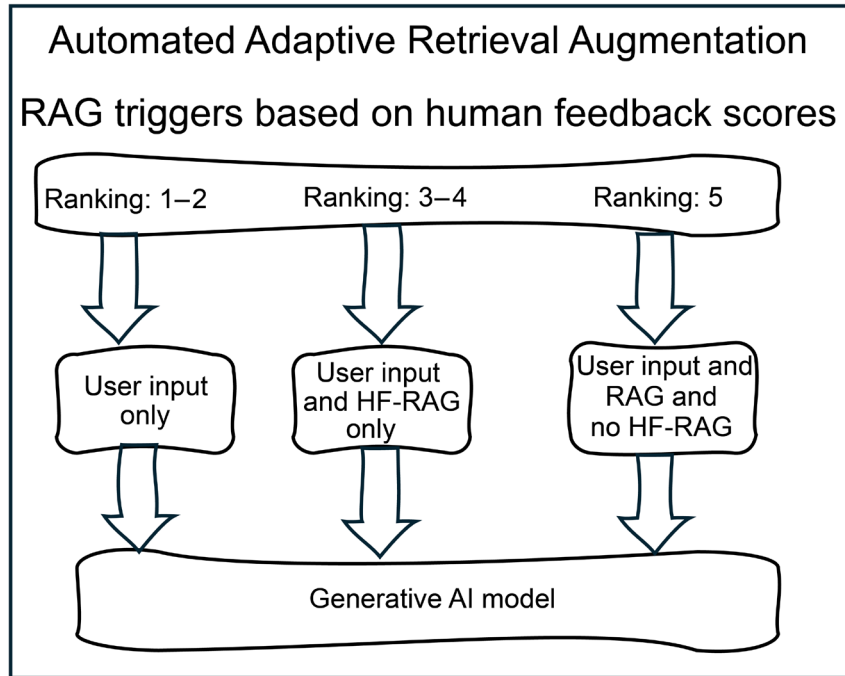 Automated Adaptive Retrieval Augmentation
RAG triggers based on human feedback scores
Ranking: 1–2
Ranking: 3–4
Ranking: 5
User input
only
User input
and HF-RAG
only
User input and
RAG and
no HF-RAG
Generative AI model